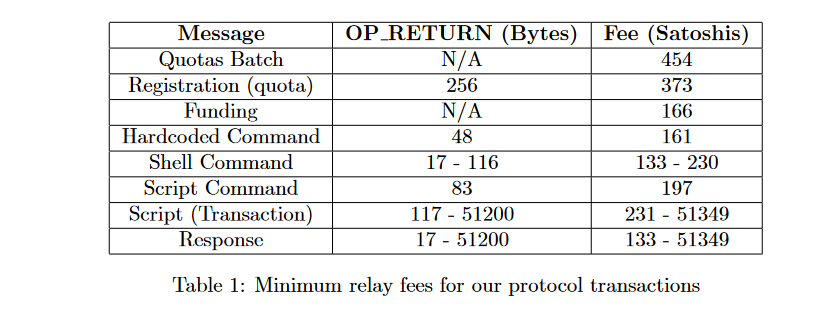 Message OP_RETURN (Bytes) Fee (Satoshis)
Quotas Batch N/A 454
Registration (quota) 256 373
Funding N/A 166
Hardcoded Command 48 161
Shell Command 17 - 116 133 - 230
Script Command 83 197
Script (Transaction) 117 - 51200 231 - 51349
Response 17 - 51200 133 - 51349
Table 1: Minimum relay fees for our protocol transactions